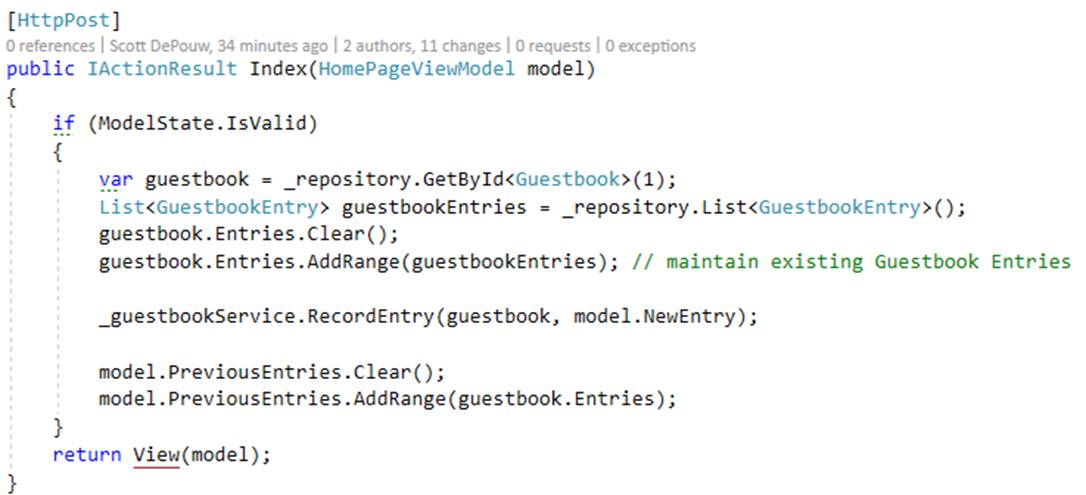 [HttpPost]
0 references | Scott DePouw, 34 minutes ago | 2 authors, 11 changes | 0 requests | 0 exceptions
public IActionResult Index(HomePageViewModel model)
{
    if (ModelState.IsValid)
    {
        var guestbook = _repository.GetById<Guestbook>(1);
        List<GuestbookEntry> guestbookEntries = _repository.List<GuestbookEntry>();
        guestbook.Entries.Clear();
        guestbook.Entries.AddRange(guestbookEntries); // maintain existing Guestbook Entries

        _guestbookService.RecordEntry(guestbook, model.NewEntry);

        model.PreviousEntries.Clear();
        model.PreviousEntries.AddRange(guestbook.Entries);
    }
    return View(model);
}